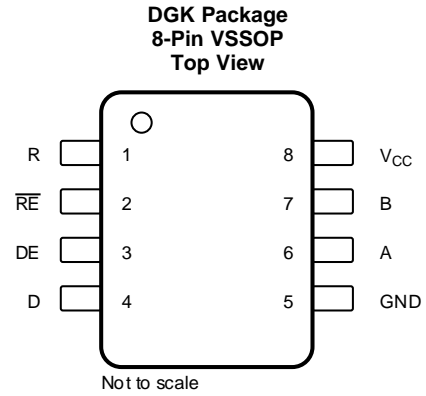 DGK Package
8-Pin VSSOP
Top View
R 1 8 VCC
R̅E̅ 2 7 B
DE 3 6 A
D 4 5 GND
Not to scale